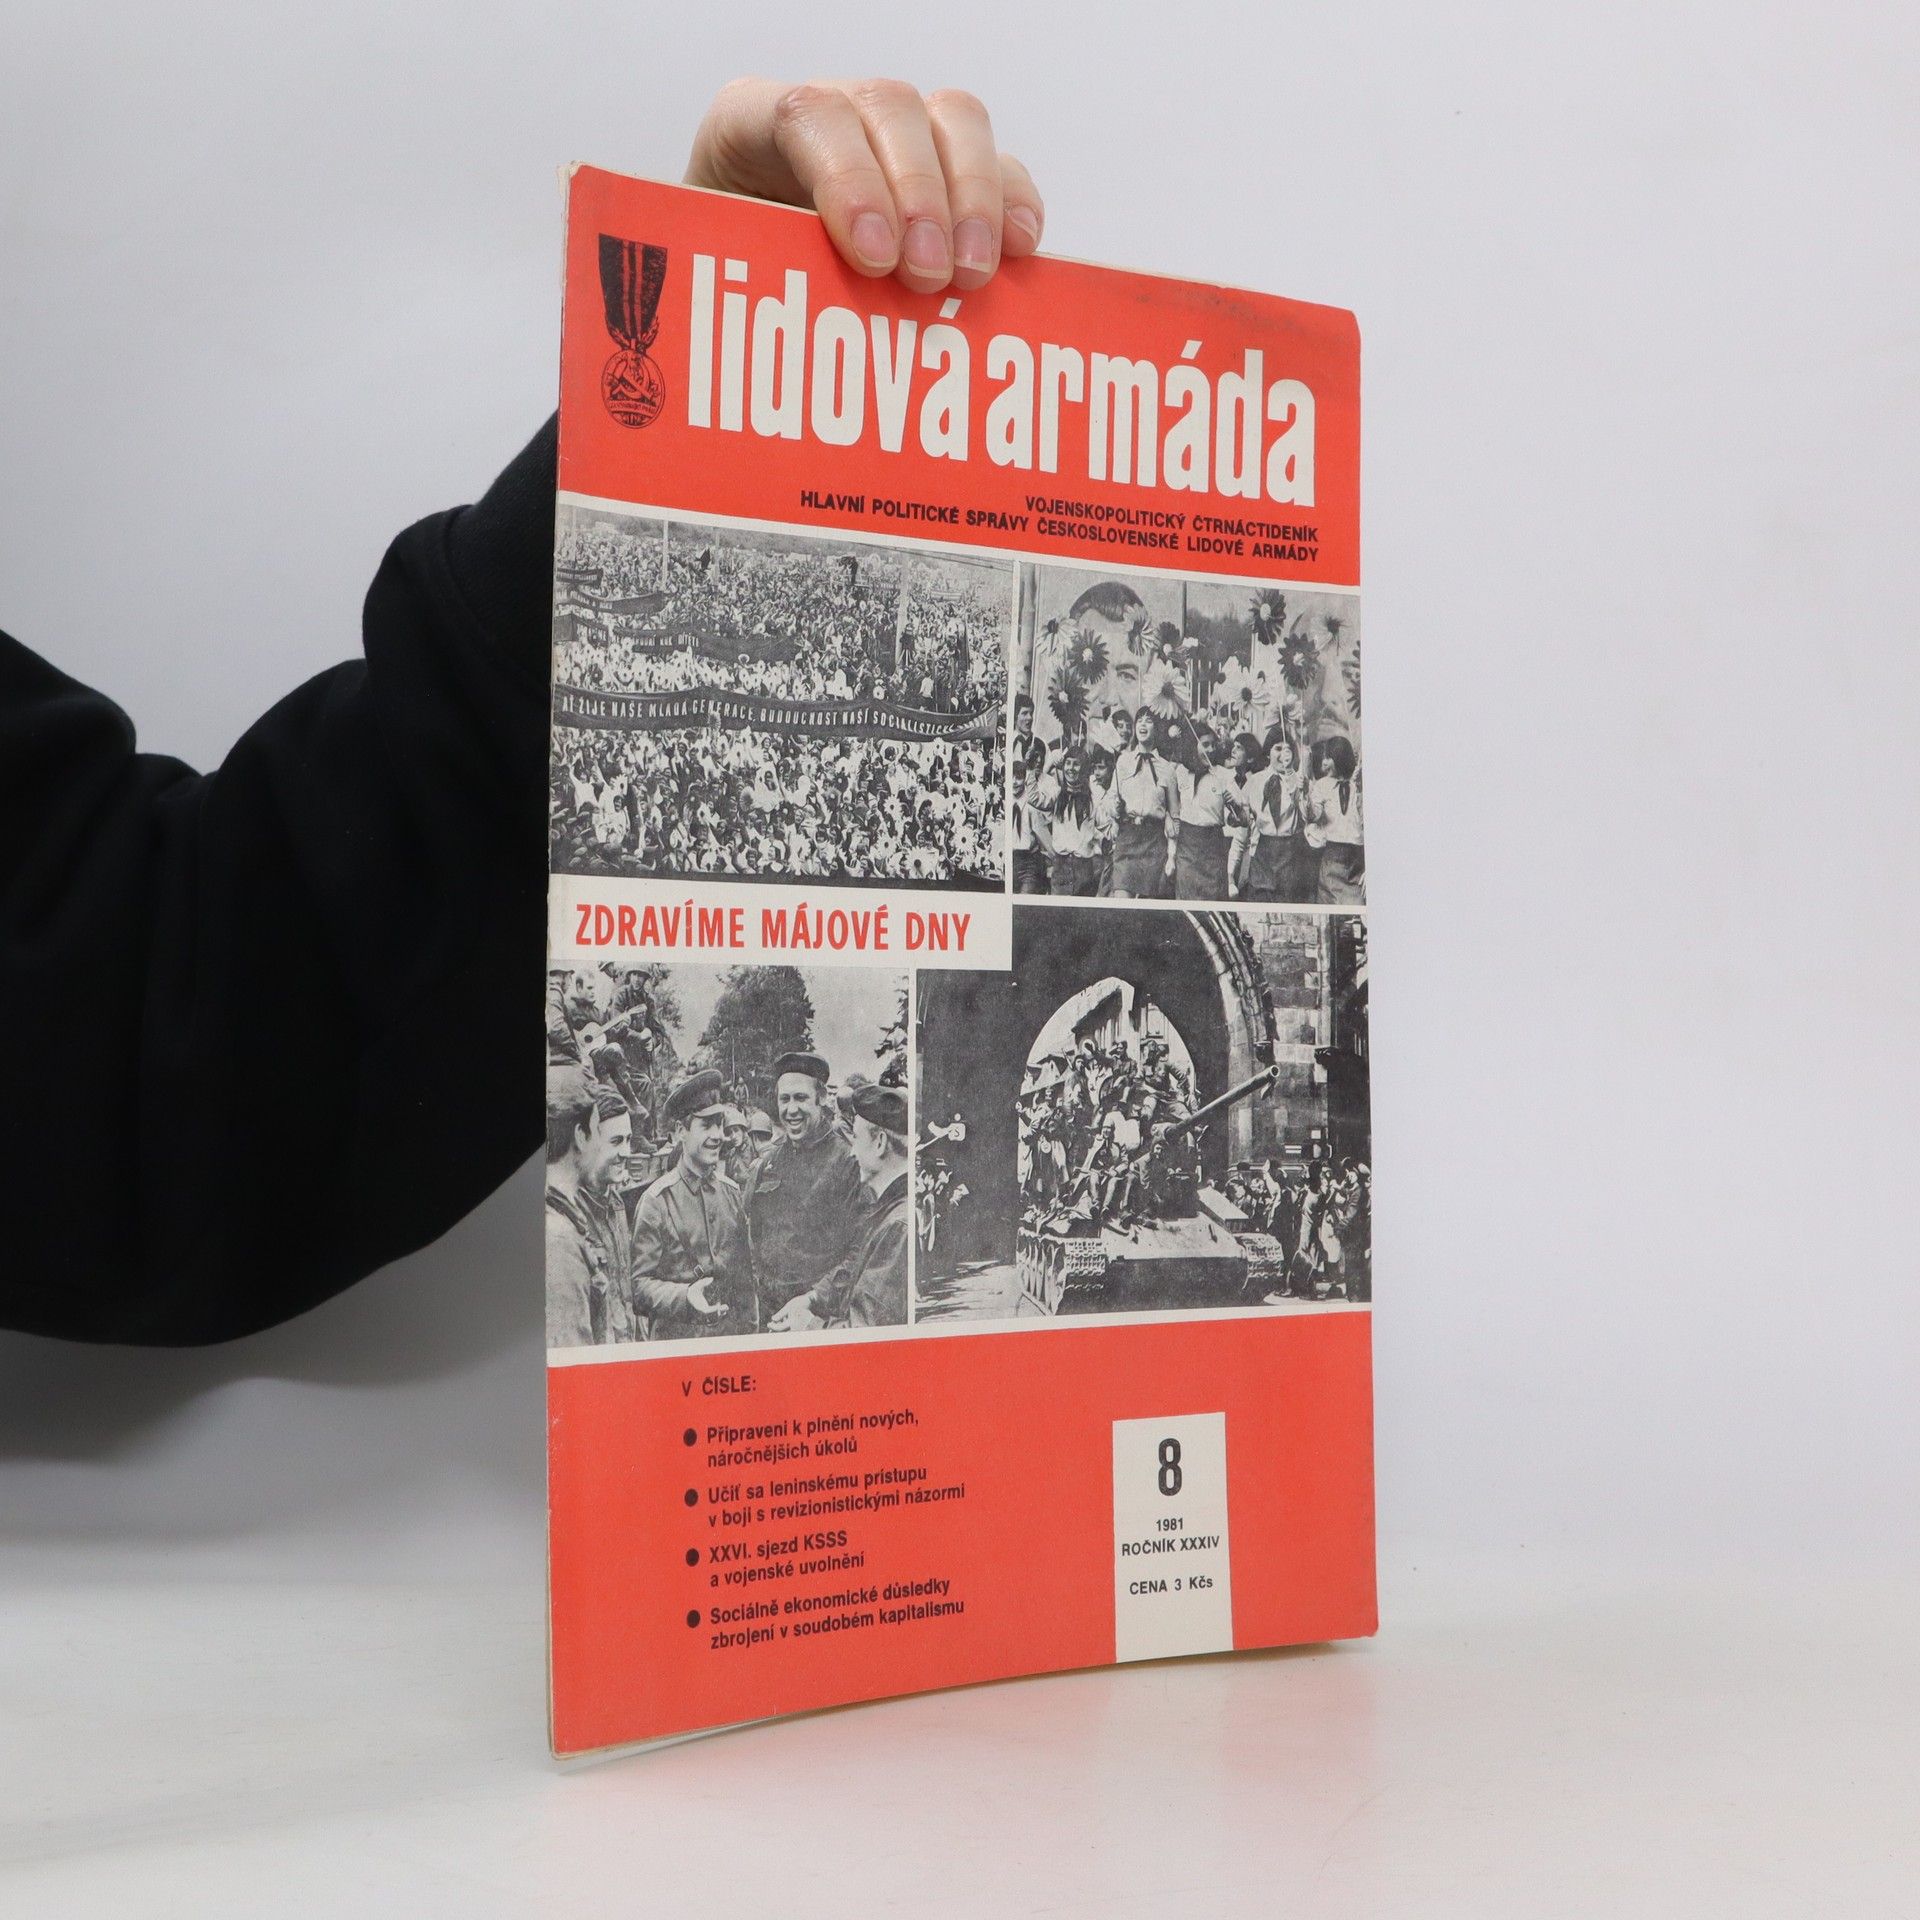 lidová armáda
VOJENSKOPOLITICKÝ ČTRNÁCTIDENÍK
HLAVNÍ POLITICKÉ SPRÁVY ČESKOSLOVENSKÉ LIDOVÉ ARMÁDY
AŤ ŽIJE NAŠE MLADÁ GENERACE, BUDOUCNOST NAŠÍ SOCIALISTICKÉ
ZDRAVÍME MÁJOVÉ DNY
V ČÍSLE:
● Připraveni k plnění nových,
náročnějších úkolů
● Učiť sa leninskému prístupu
v boji s revizionistickými názormi
● XXVI. sjezd KSSS
a vojenské uvolnění
● Sociálně ekonomické důsledky
zbrojení v soudobém kapitalismu
8
1981
ROČNÍK XXXIV
CENA 3 Kčs